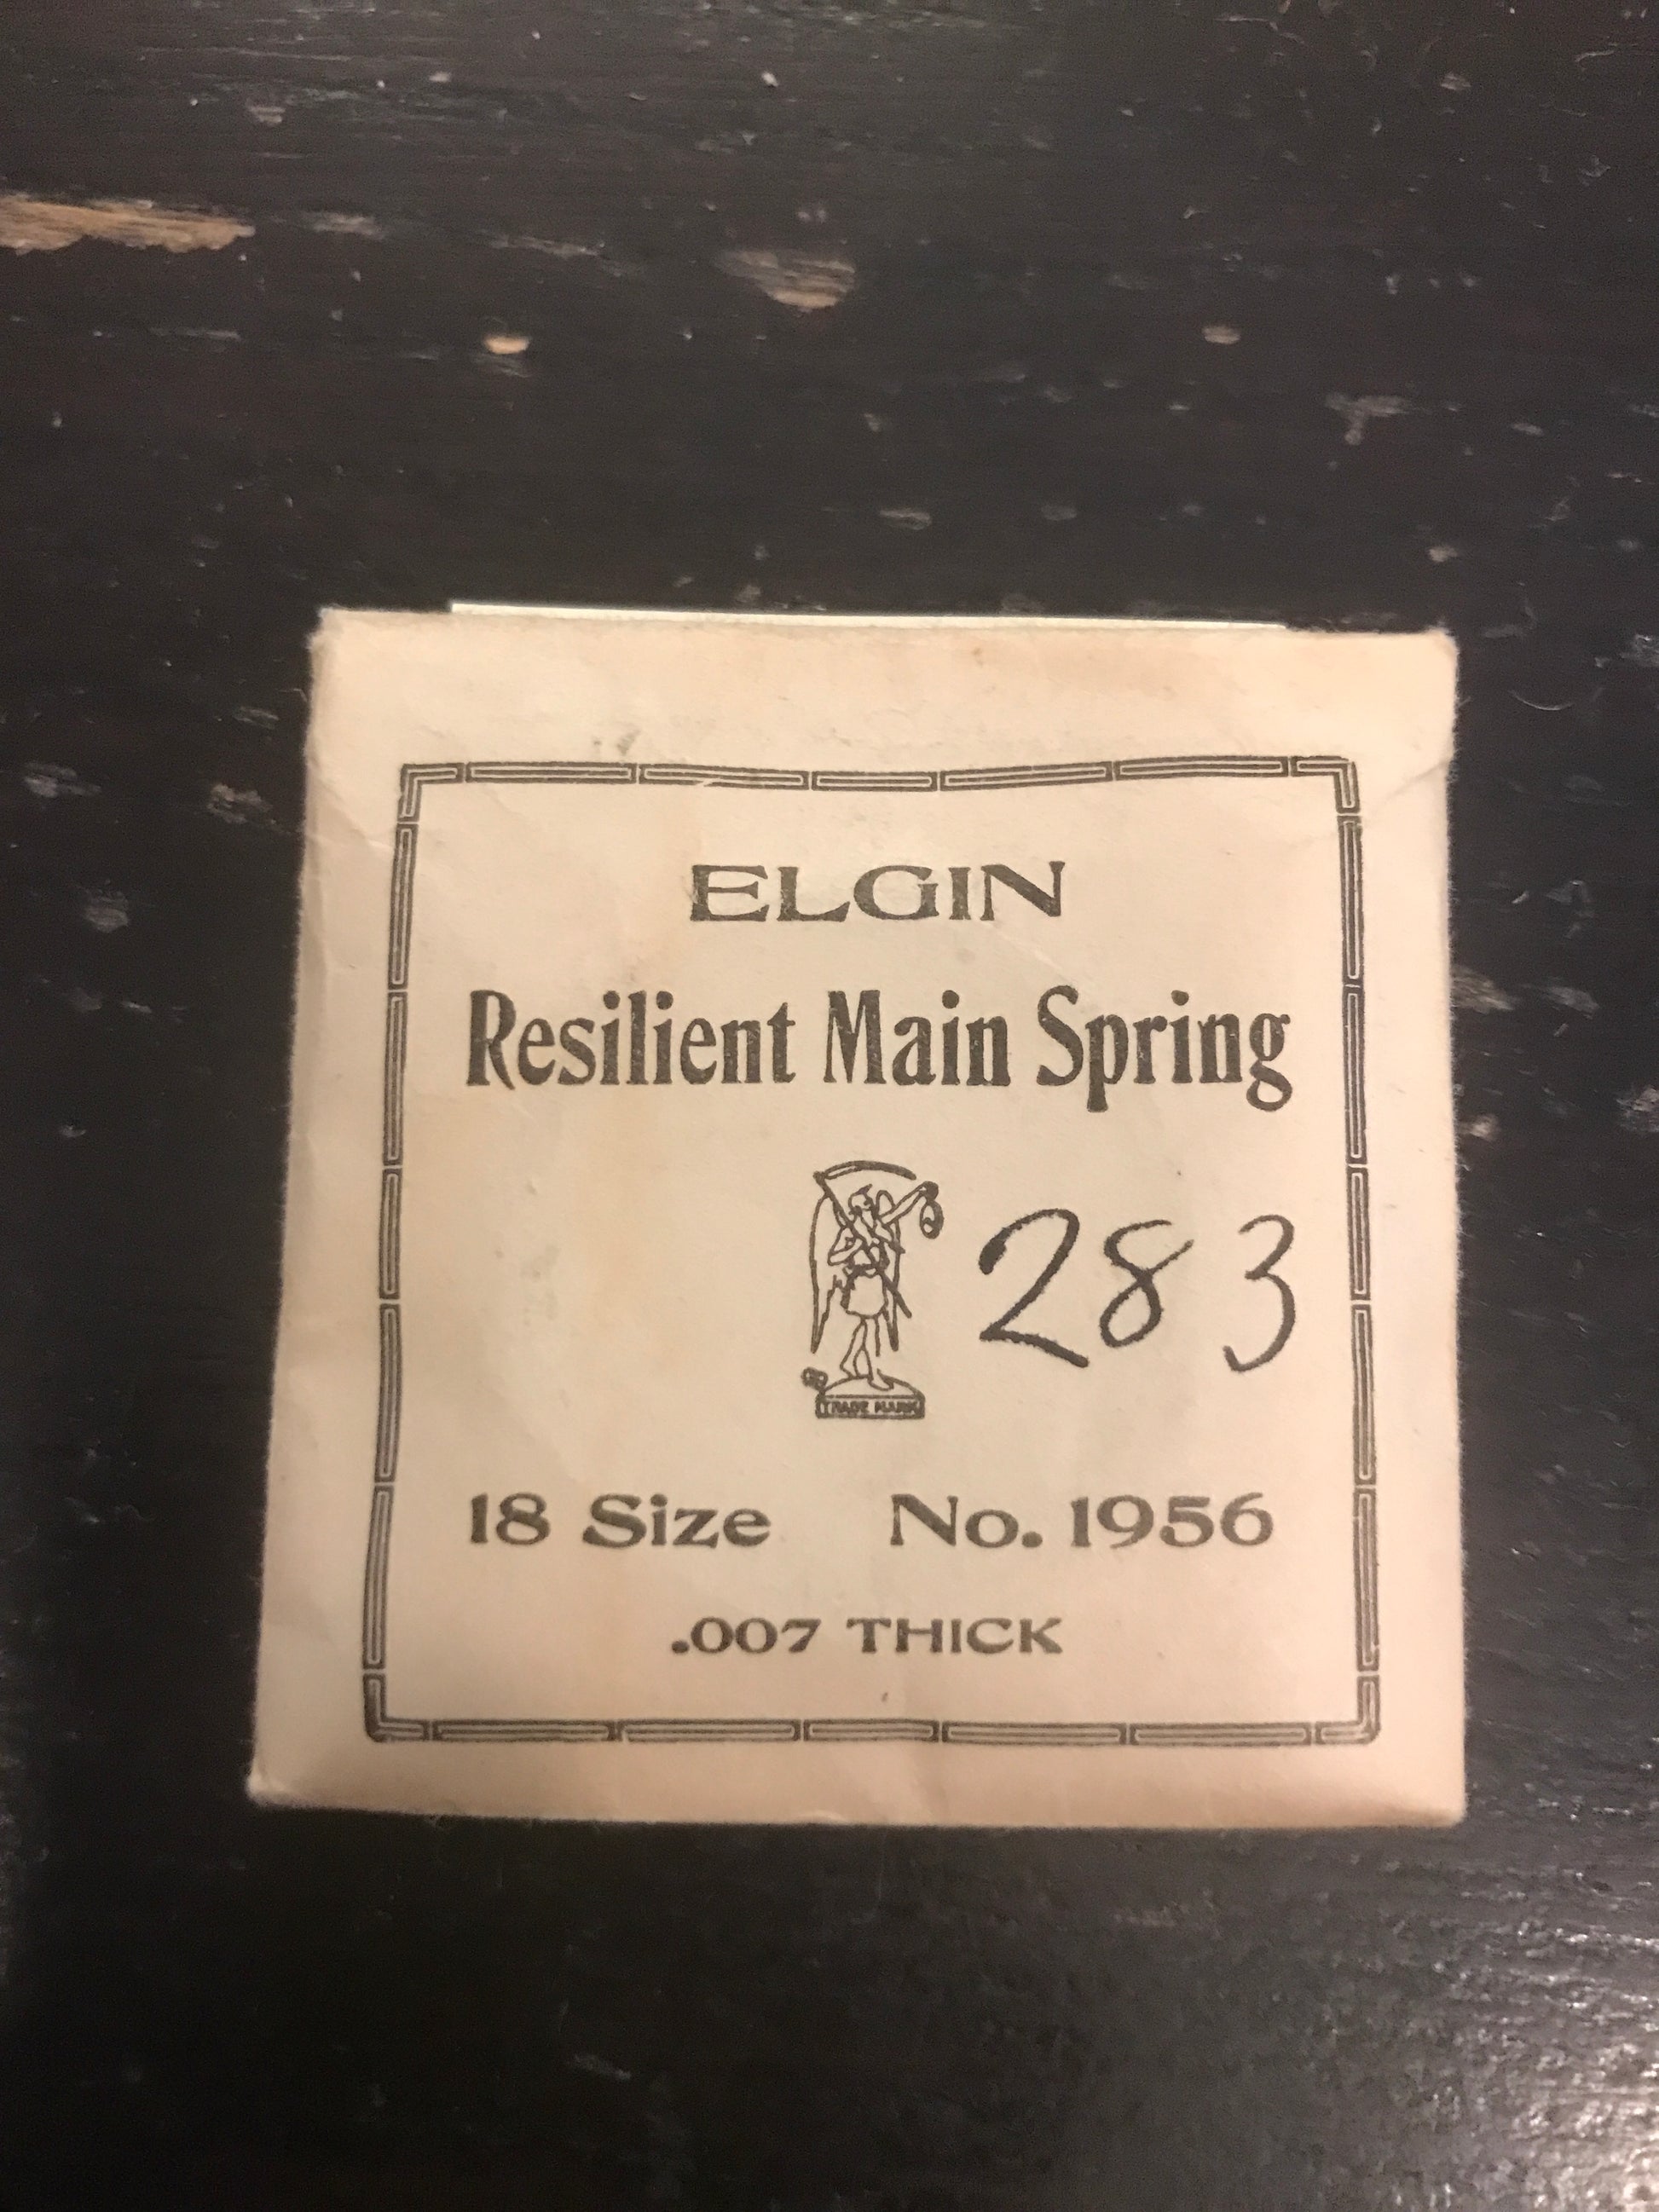 ELGIN
Resilient Main Spring
283
TRADE MARK
18 Size No. 1956
.007 THICK